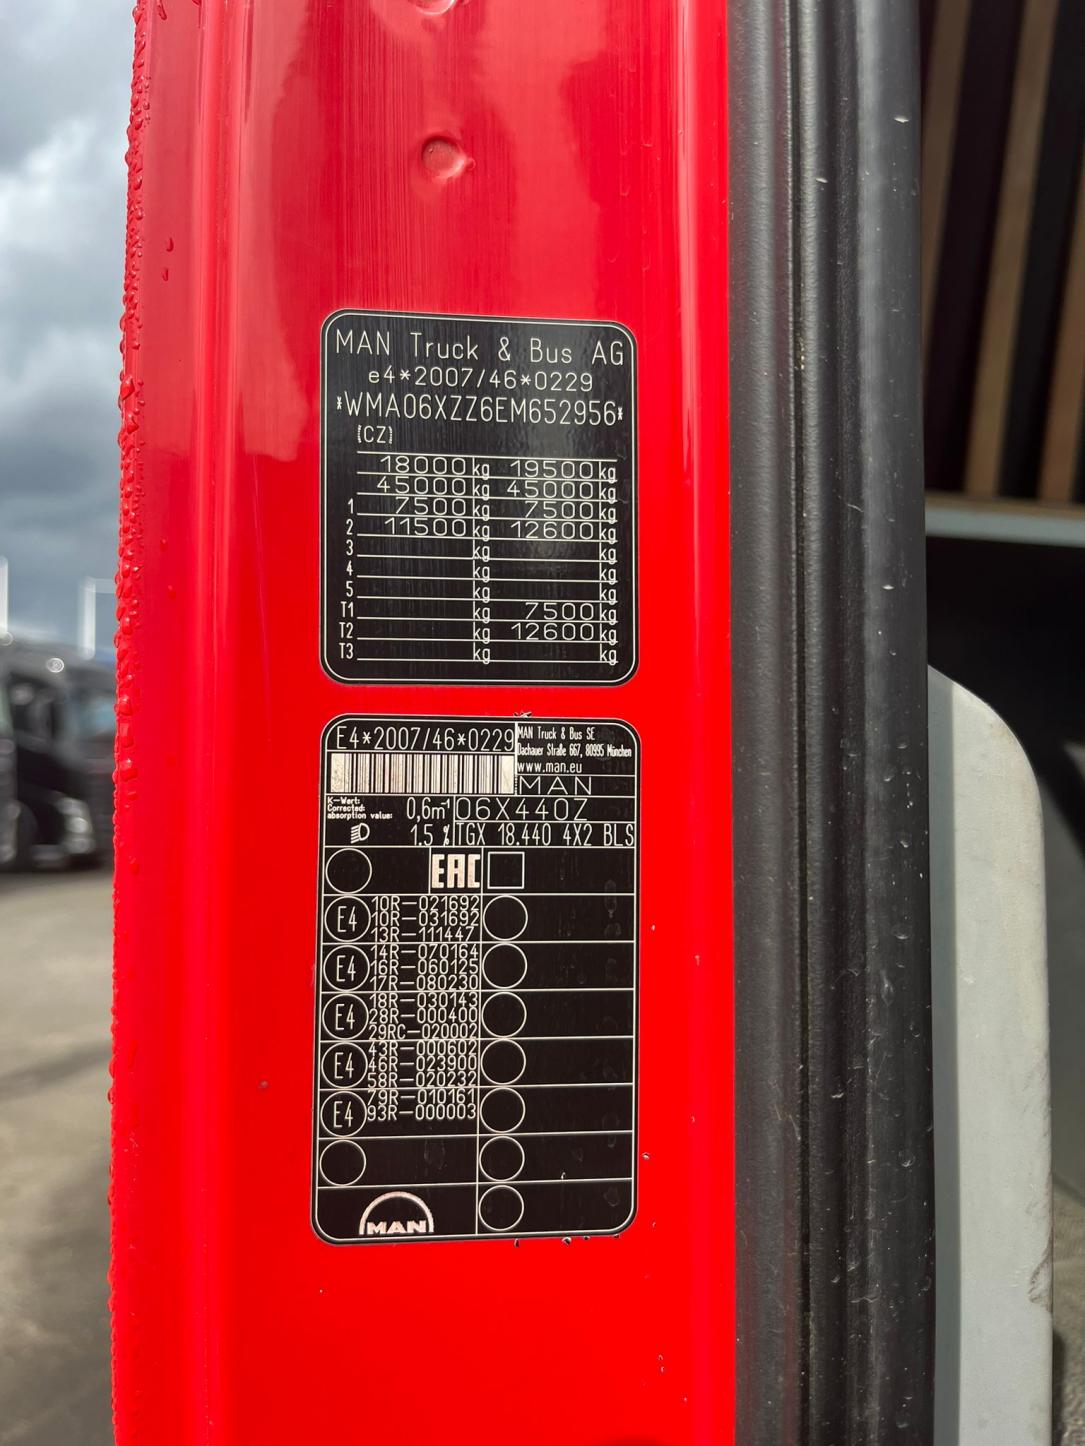 MAN Truck & Bus AG
e4*2007/46*0229
*WMA06XZZ6EM652956*
(CZ)
18000 kg 19500 kg
45000 kg 45000 kg
1 7500 kg 7500 kg
2 11500 kg 12600 kg
3 kg kg
4 kg kg
5 kg kg
T1 kg 7500 kg
T2 kg 12600 kg
T3 kg kg
E4*2007/46*0229
MAN Truck & Bus SE
Dachauer Straße 667, 80995 München
www.man.eu
MAN
K-Wert:
Corrected
absorption value:
0,6m⁻¹
06X440Z
1.5 %
TGX 18.440 4X2 BLS
EAC
E4
10R-021692
10R-031692
13R-111447
E4
14R-070164
16R-060125
17R-080230
E4
18R-030143
28R-000400
29RC-020002
E4
43R-000602
46R-023900
58R-020232
E4
79R-010161
93R-000003
MAN